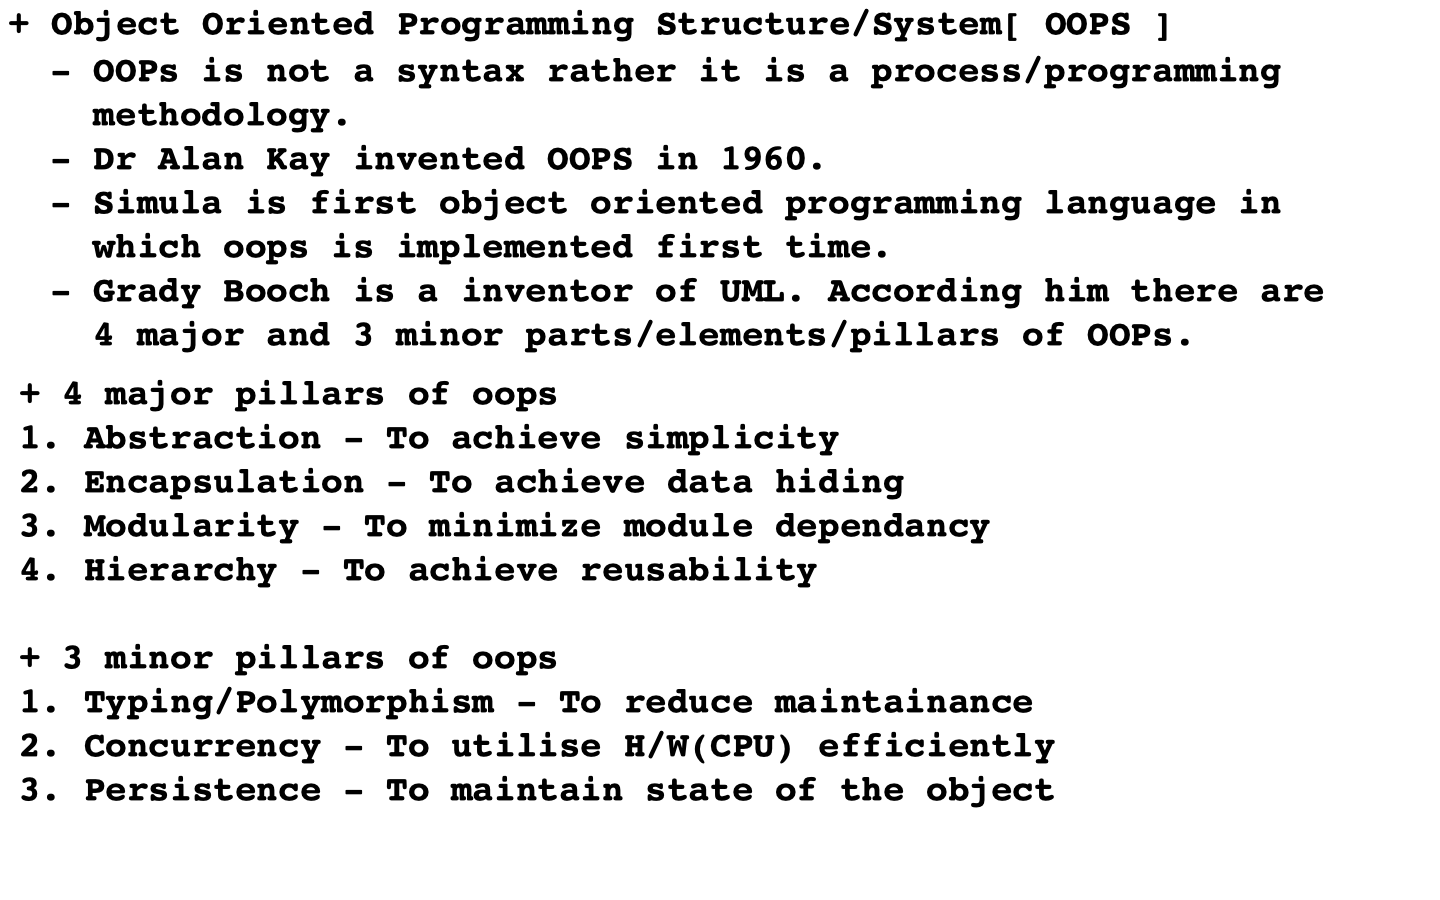 + Object Oriented Programming Structure/System[ OOPS ]
- OOPs is not a syntax rather it is a process/programming
methodology.
- Dr Alan Kay invented OOPS in 1960.
- Simula is first object oriented programming language in
which oops is implemented first time.
- Grady Booch is a inventor of UML. According him there are
4 major and 3 minor parts/elements/pillars of OOPs.
+ 4 major pillars of oops
1. Abstraction - To achieve simplicity
2. Encapsulation - To achieve data hiding
3. Modularity - To minimize module dependancy
4. Hierarchy - To achieve reusability
+ 3 minor pillars of oops
1. Typing/Polymorphism - To reduce maintainance
2. Concurrency - To utilise H/W(CPU) efficiently
3. Persistence - To maintain state of the object